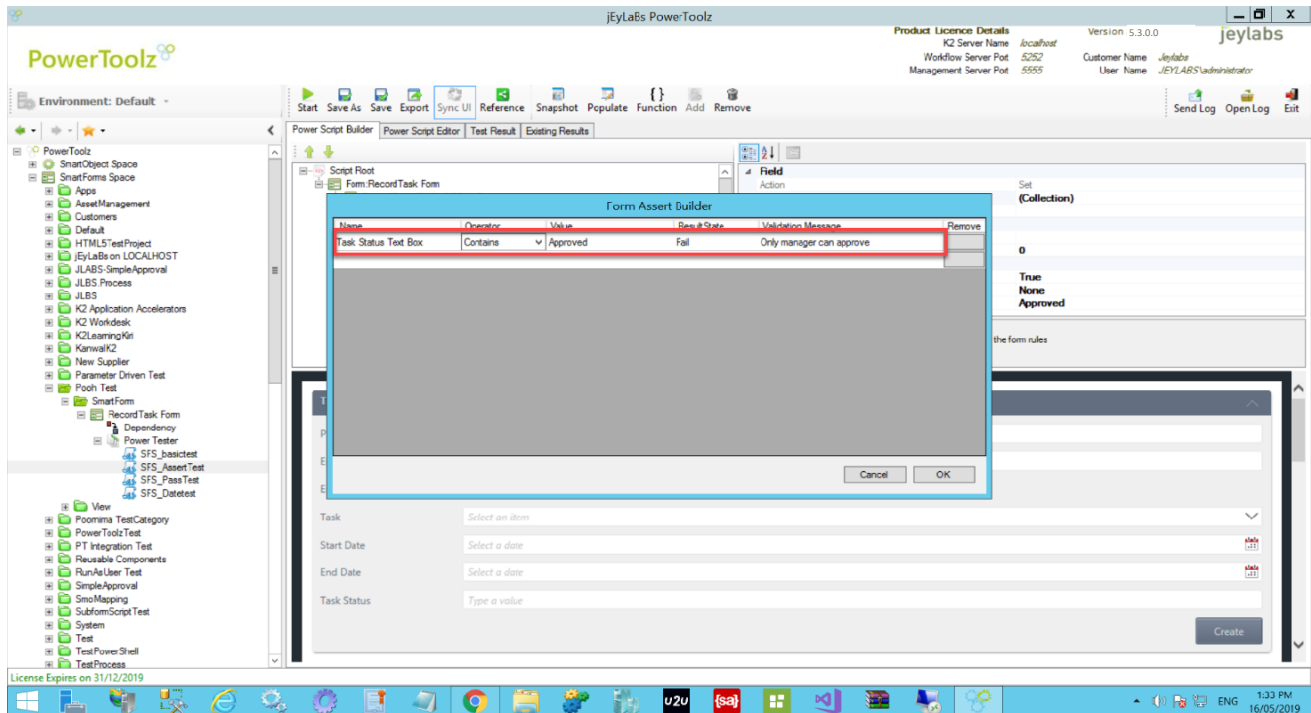 jEyLaBs PowerToolz
PowerToolz
Product Licence Details
Version 5.3.0.0
jeylabs
K2 Server Name localhost
Workflow Server Port 5252
Customer Name Jeylabs
Management Server Port 5555
User Name JEYLABS\administrator
Environment: Default
Start Save As Save Export Sync UI Reference Snapshot Populate Function Add Remove
Send Log Open Log Exit
Power Script Builder Power Script Editor Test Result Existing Results
PowerToolz
SmartObject Space
SmartForms Space
Apps
AssetManagement
Customers
Default
HTML5TestProject
jEyLaBs on LOCALHOST
JLABS-SimpleApproval
JLBS.Process
JLBS
K2 Application Accelerators
K2 Workdesk
K2LearningKiri
KanwalK2
New Supplier
Parameter Driven Test
Pooh Test
SmartForm
RecordTask Form
Dependency
Power Tester
SFS_basictest
SFS_AssertTest
SFS_PassTest
SFS_Datetest
View
Poornima TestCategory
PowerToolzTest
PT Integration Test
Reusable Components
RunAsUser Test
SimpleApproval
SmoMapping
SubformScriptTest
System
Test
TestPowerShell
TestProcess
Script Root
Form:RecordTask Form
Field
Action Set
(Collection)
0
True
None
Approved
the form rules
Form Assert Builder
Name Operator Value Result State Validation Message Remove
Task Status Text Box Contains Approved Fail Only manager can approve
Cancel OK
Task Select an item
Start Date Select a date
End Date Select a date
Task Status Type a value
Create
License Expires on 31/12/2019
U2U {sa} ENG 1:33 PM
16/05/2019